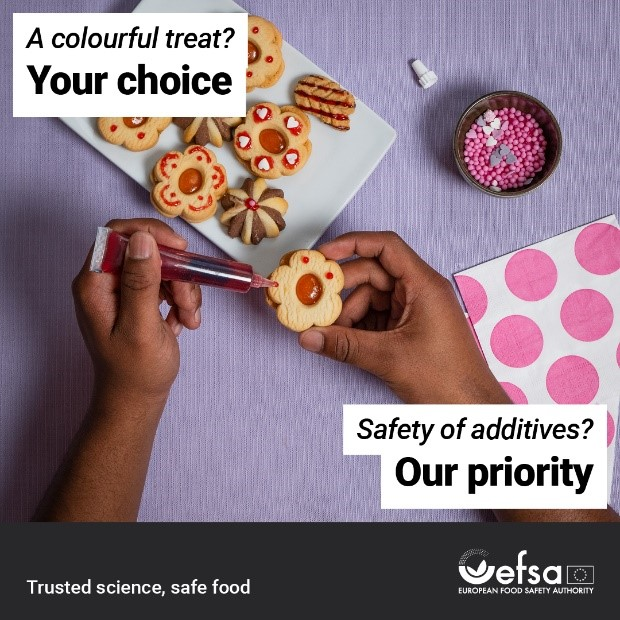 A colourful treat?
Your choice
Safety of additives?
Our priority
Trusted science, safe food
efsa
EUROPEAN FOOD SAFETY AUTHORITY